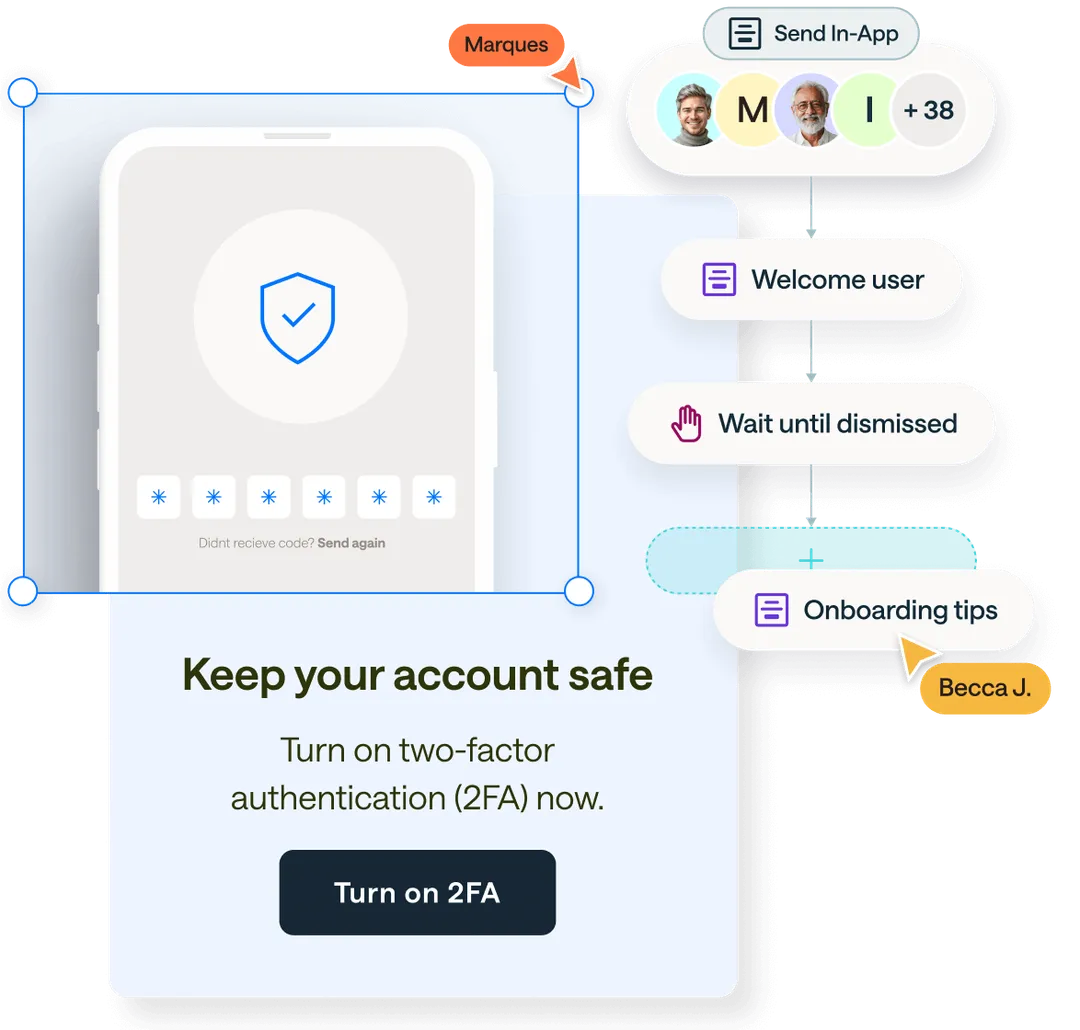 Marques
Send In-App
M
I
+ 38
Welcome user
Wait until dismissed
Didnt recieve code? Send again
Onboarding tips
Becca J.
Keep your account safe
Turn on two-factor
authentication (2FA) now.
Turn on 2FA